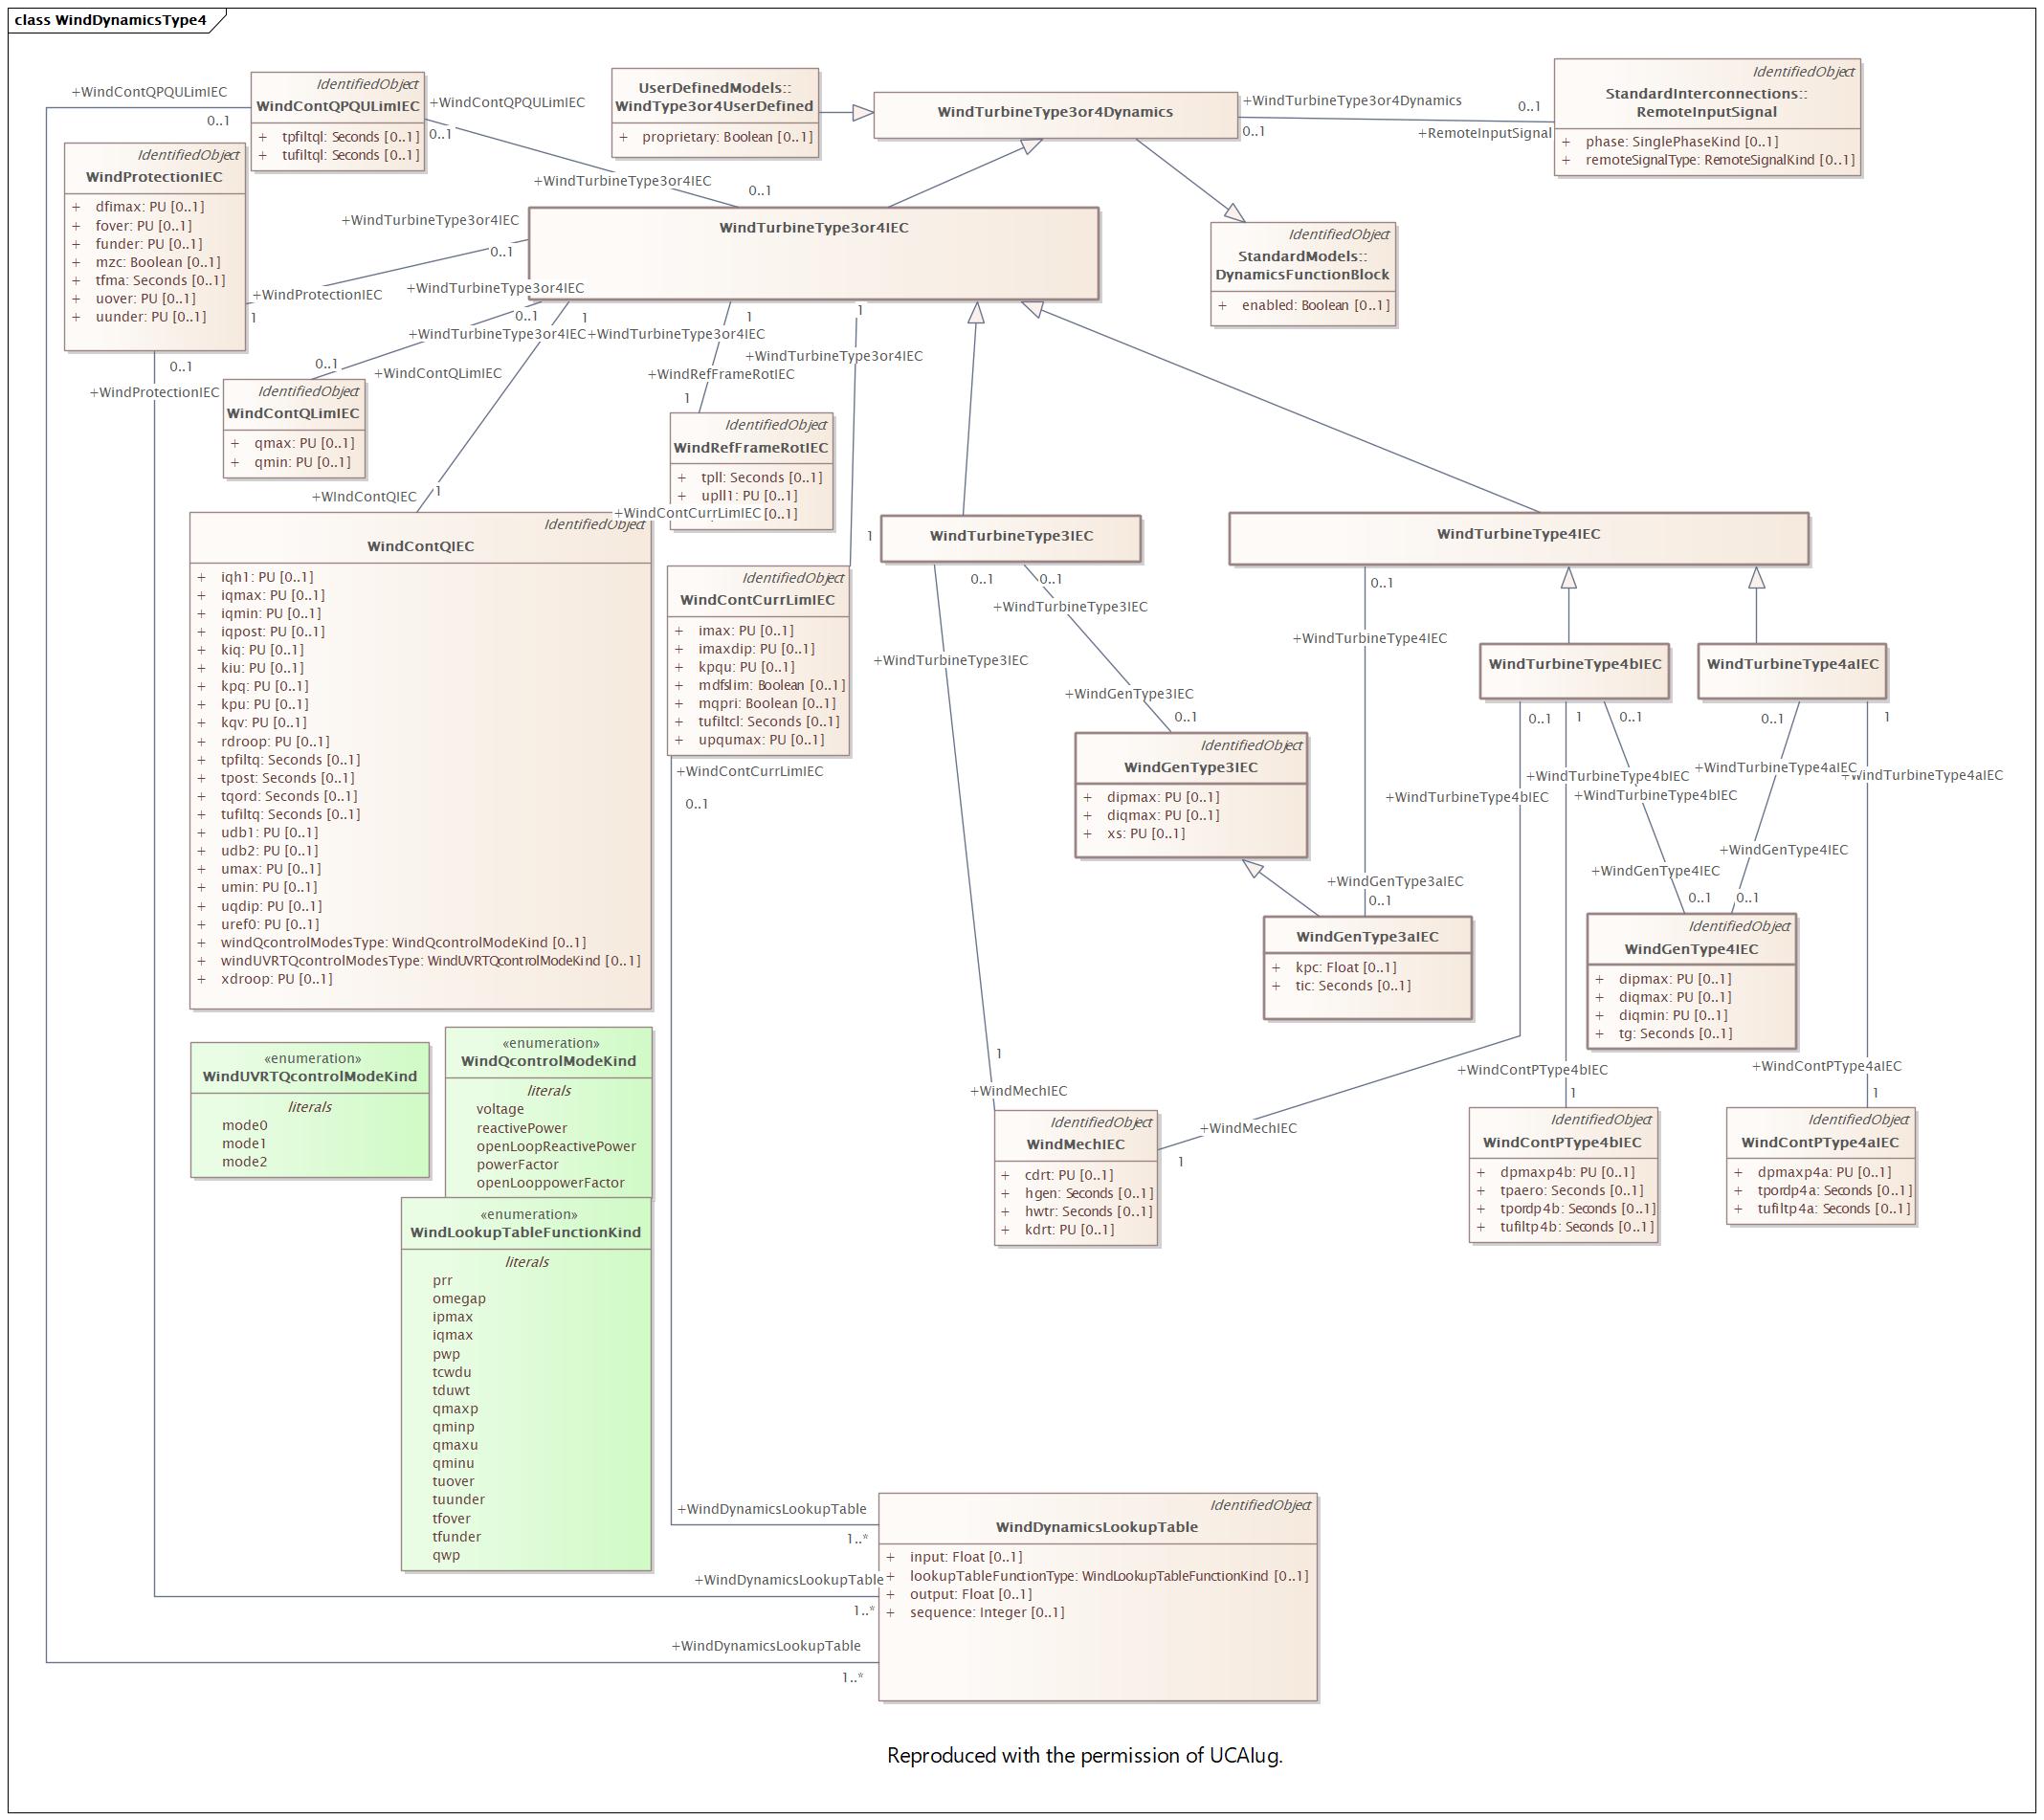 class WindDynamicsType4
+WindContQPQULimIEC
0..1
IdentifiedObject
WindContQPQULimIEC
+ tpfiltql: Seconds [0..1]
+ tufiltql: Seconds [0..1]
+WindContQPQULimIEC
0..1
UserDefinedModels::
WindType3or4UserDefined
+ proprietary: Boolean [0..1]
WindTurbineType3or4Dynamics
+WindTurbineType3or4Dynamics
0..1
0..1
+RemoteInputSignal
IdentifiedObject
StandardInterconnections::
RemoteInputSignal
+ phase: SinglePhaseKind [0..1]
+ remoteSignalType: RemoteSignalKind [0..1]
IdentifiedObject
WindProtectionIEC
+ dfimax: PU [0..1]
+ fover: PU [0..1]
+ funder: PU [0..1]
+ mzc: Boolean [0..1]
+ tfma: Seconds [0..1]
+ uover: PU [0..1]
+ uunder: PU [0..1]
+WindTurbineType3or4IEC
0..1
+WindTurbineType3or4IEC
0..1
+WindProtectionIEC
1
WindTurbineType3or4IEC
IdentifiedObject
StandardModels::
DynamicsFunctionBlock
+ enabled: Boolean [0..1]
+WindTurbineType3or4IEC
0..1
1
1
1
+WindTurbineType3or4IEC
+WindTurbineType3or4IEC
+WindTurbineType3or4IEC
0..1
+WindProtectionIEC
0..1
+WindContQLimIEC
+WindRefFrameRotIEC
1
IdentifiedObject
WindContQLimIEC
+ qmax: PU [0..1]
+ qmin: PU [0..1]
IdentifiedObject
WindRefFrameRotIEC
+ tpll: Seconds [0..1]
+ upll1: PU [0..1]
[0..1]
+WindContCurrLimIEC
1
+WIndContQIEC
1
IdentifiedObject
WindContQIEC
+ iqh1: PU [0..1]
+ iqmax: PU [0..1]
+ iqmin: PU [0..1]
+ iqpost: PU [0..1]
+ kiq: PU [0..1]
+ kiu: PU [0..1]
+ kpq: PU [0..1]
+ kpu: PU [0..1]
+ kqv: PU [0..1]
+ rdroop: PU [0..1]
+ tpfiltq: Seconds [0..1]
+ tpost: Seconds [0..1]
+ tqord: Seconds [0..1]
+ tufiltq: Seconds [0..1]
+ udb1: PU [0..1]
+ udb2: PU [0..1]
+ umax: PU [0..1]
+ umin: PU [0..1]
+ uqdip: PU [0..1]
+ uref0: PU [0..1]
+ windQcontrolModesType: WindQcontrolModeKind [0..1]
+ windUVRTQcontrolModesType: WindUVRTQcontrolModeKind [0..1]
+ xdroop: PU [0..1]
IdentifiedObject
WindContCurrLimIEC
+ imax: PU [0..1]
+ imaxdip: PU [0..1]
+ kpqu: PU [0..1]
+ mdfslim: Boolean [0..1]
+ mqpri: Boolean [0..1]
+ tufiltcl: Seconds [0..1]
+ upqumax: PU [0..1]
+WindContCurrLimIEC
0..1
WindTurbineType3IEC
0..1
0..1
+WindTurbineType3IEC
+WindTurbineType3IEC
+WindGenType3IEC
0..1
WindTurbineType4IEC
0..1
+WindTurbineType4IEC
WindTurbineType4bIEC
WindTurbineType4aIEC
0..1
1
0..1
0..1
1
+WindTurbineType4bIEC
+WindTurbineType4aIEC
+WindTurbineType4aIEC
+WindTurbineType4bIEC
+WindTurbineType4bIEC
IdentifiedObject
WindGenType3IEC
+ dipmax: PU [0..1]
+ diqmax: PU [0..1]
+ xs: PU [0..1]
+WindGenType4IEC
+WindGenType4IEC
0..1
0..1
+WindGenType3aIEC
0..1
WindGenType3aIEC
+ kpc: Float [0..1]
+ tic: Seconds [0..1]
IdentifiedObject
WindGenType4IEC
+ dipmax: PU [0..1]
+ diqmax: PU [0..1]
+ diqmin: PU [0..1]
+ tg: Seconds [0..1]
1
+WindMechIEC
+WindContPType4bIEC
1
+WindContPType4aIEC
1
«enumeration»
WindUVRTQcontrolModeKind
literals
mode0
mode1
mode2
«enumeration»
WindQcontrolModeKind
literals
voltage
reactivePower
openLoopReactivePower
powerFactor
openLooppowerFactor
IdentifiedObject
WindMechIEC
+ cdrt: PU [0..1]
+ hgen: Seconds [0..1]
+ hwtr: Seconds [0..1]
+ kdrt: PU [0..1]
+WindMechIEC
1
IdentifiedObject
WindContPType4bIEC
+ dpmaxp4b: PU [0..1]
+ tpaero: Seconds [0..1]
+ tpordp4b: Seconds [0..1]
+ tufiltp4b: Seconds [0..1]
IdentifiedObject
WindContPType4aIEC
+ dpmaxp4a: PU [0..1]
+ tpordp4a: Seconds [0..1]
+ tufiltp4a: Seconds [0..1]
«enumeration»
WindLookupTableFunctionKind
literals
prr
omegap
ipmax
iqmax
pwp
tcwdu
tduwt
qmaxp
qminp
qmaxu
qminu
tuover
tuunder
tfover
tfunder
qwp
+WindDynamicsLookupTable
1..*
+WindDynamicsLookupTable
1..*
+WindDynamicsLookupTable
1..*
IdentifiedObject
WindDynamicsLookupTable
+ input: Float [0..1]
+ lookupTableFunctionType: WindLookupTableFunctionKind [0..1]
+ output: Float [0..1]
+ sequence: Integer [0..1]
Reproduced with the permission of UCAIug.